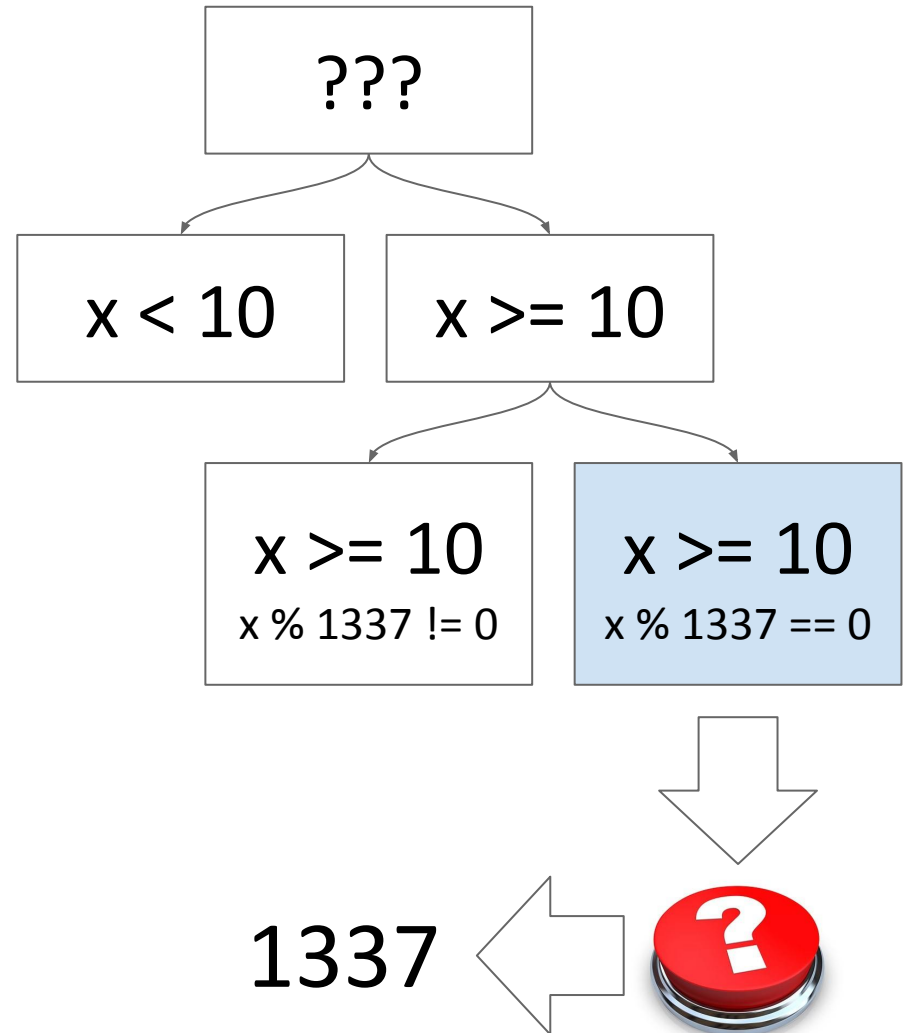 ???
x < 10
x >= 10
x >= 10
x % 1337 != 0
x >= 10
x % 1337 == 0
?
1337